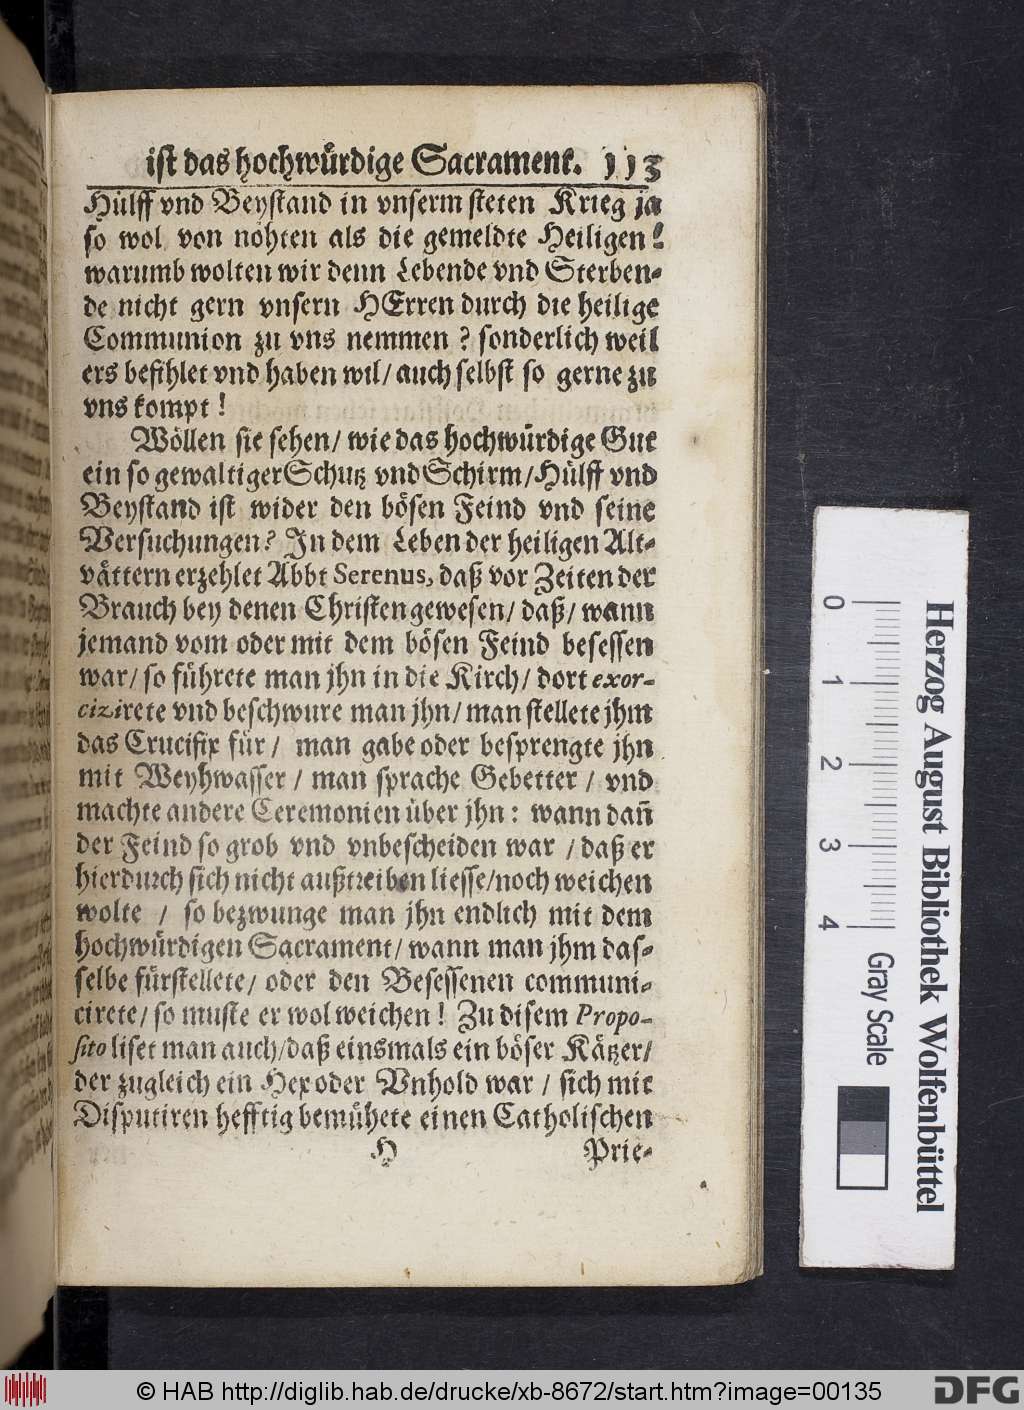 ist das hochwürdige Sacrament. 113
Hülff vnd Beystand in vnserm steten Krieg ja
so wol von nöhten als die gemeldte Heiligen!
warumb wolten wir denn Lebende vnd Sterben-
de nicht gern vnsern HErren durch die heilige
Communion zu vns nemmen? sonderlich weil
ers befihlet vnd haben wil/ auch selbst so gerne zu
vns kompt!
Wöllen sie sehen/ wie das hochwürdige Gut
ein so gewaltiger Schutz vnd Schirm/ Hülff vnd
Beystand ist wider den bösen Feind vnd seine
Versuchungen? In dem Leben der heiligen Alt-
vättern erzehlet Abbt Serenus, daß vor Zeiten der
Brauch bey denen Christen gewesen/ daß/ wann
jemand vom oder mit dem bösen Feind besessen
war/ so führete man jhn in die Kirch/ dort exor-
cizirete vnd beschwure man jhn/ man stellete jhm
das Crucifix für/ man gabe oder besprengte jhn
mit Weyhwasser/ man sprache Gebetter/ vnd
machte andere Ceremonien über jhn: wann dañ
der Feind so grob vnd vnbescheiden war/ daß er
hierdurch sich nicht außtreiben liesse/ noch weichen
wolte/ so bezwunge man jhn endlich mit dem
hochwürdigen Sacrament/ wann man jhm das-
selbe fürstellete/ oder den Besessenen communi-
cirete/ so muste er wol weichen! Zu disem Propo-
sito liset man auch/ daß einsmals ein böser Kätzer/
der zugleich ein Hex oder Vnhold war/ sich mit
Disputiren hefftig bemühete einen Catholischen
H Prie-
0 1 2 3 4
Gray Scale
Herzog August Bibliothek Wolfenbüttel
© HAB http://diglib.hab.de/drucke/xb-8672/start.htm?image=00135
DFG